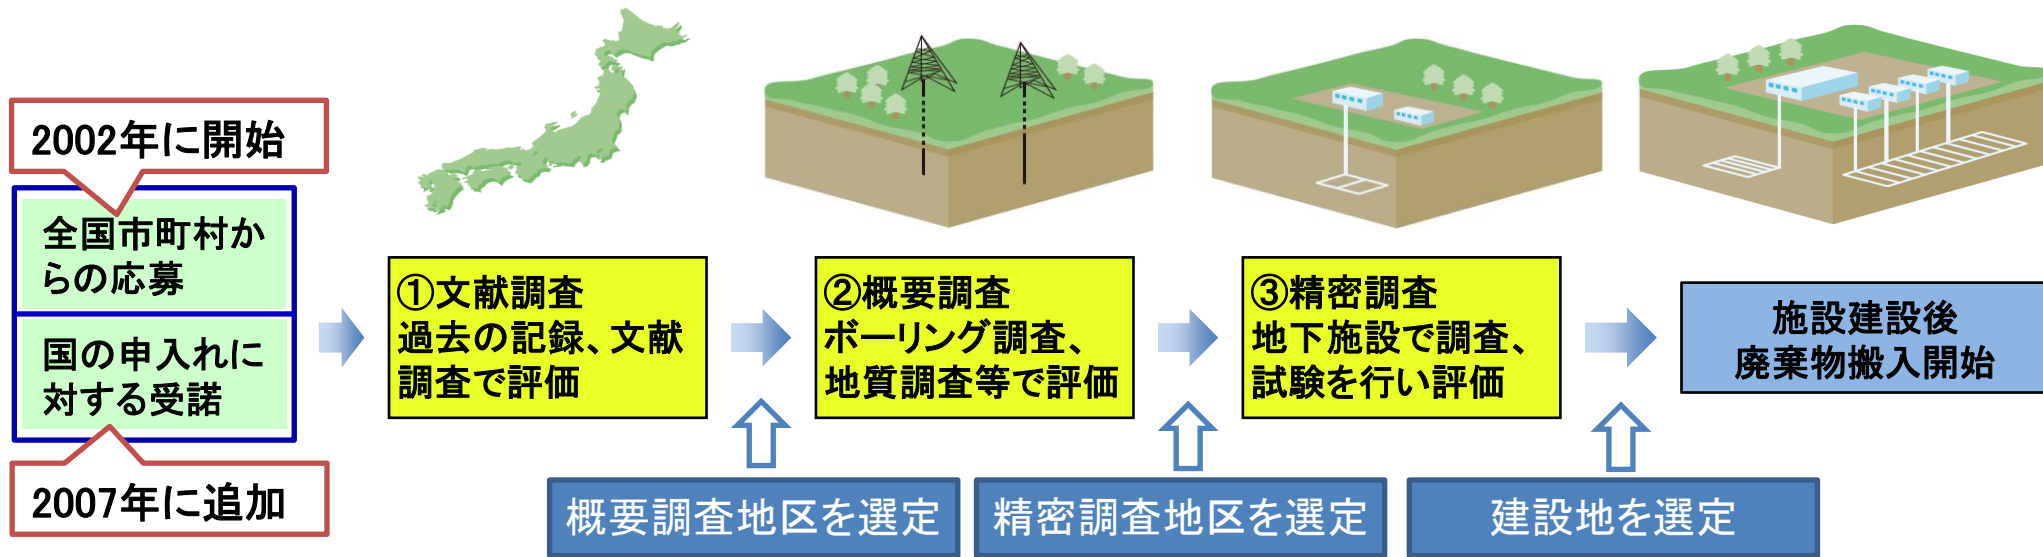 2002年に開始
全国市町村か
らの応募
国の申入れに
対する受諾
2007年に追加
①文献調査
過去の記録、文献
調査で評価
②概要調査
ボーリング調査、
地質調査等で評価
③精密調査
地下施設で調査、
試験を行い評価
施設建設後
廃棄物搬入開始
概要調査地区を選定
精密調査地区を選定
建設地を選定